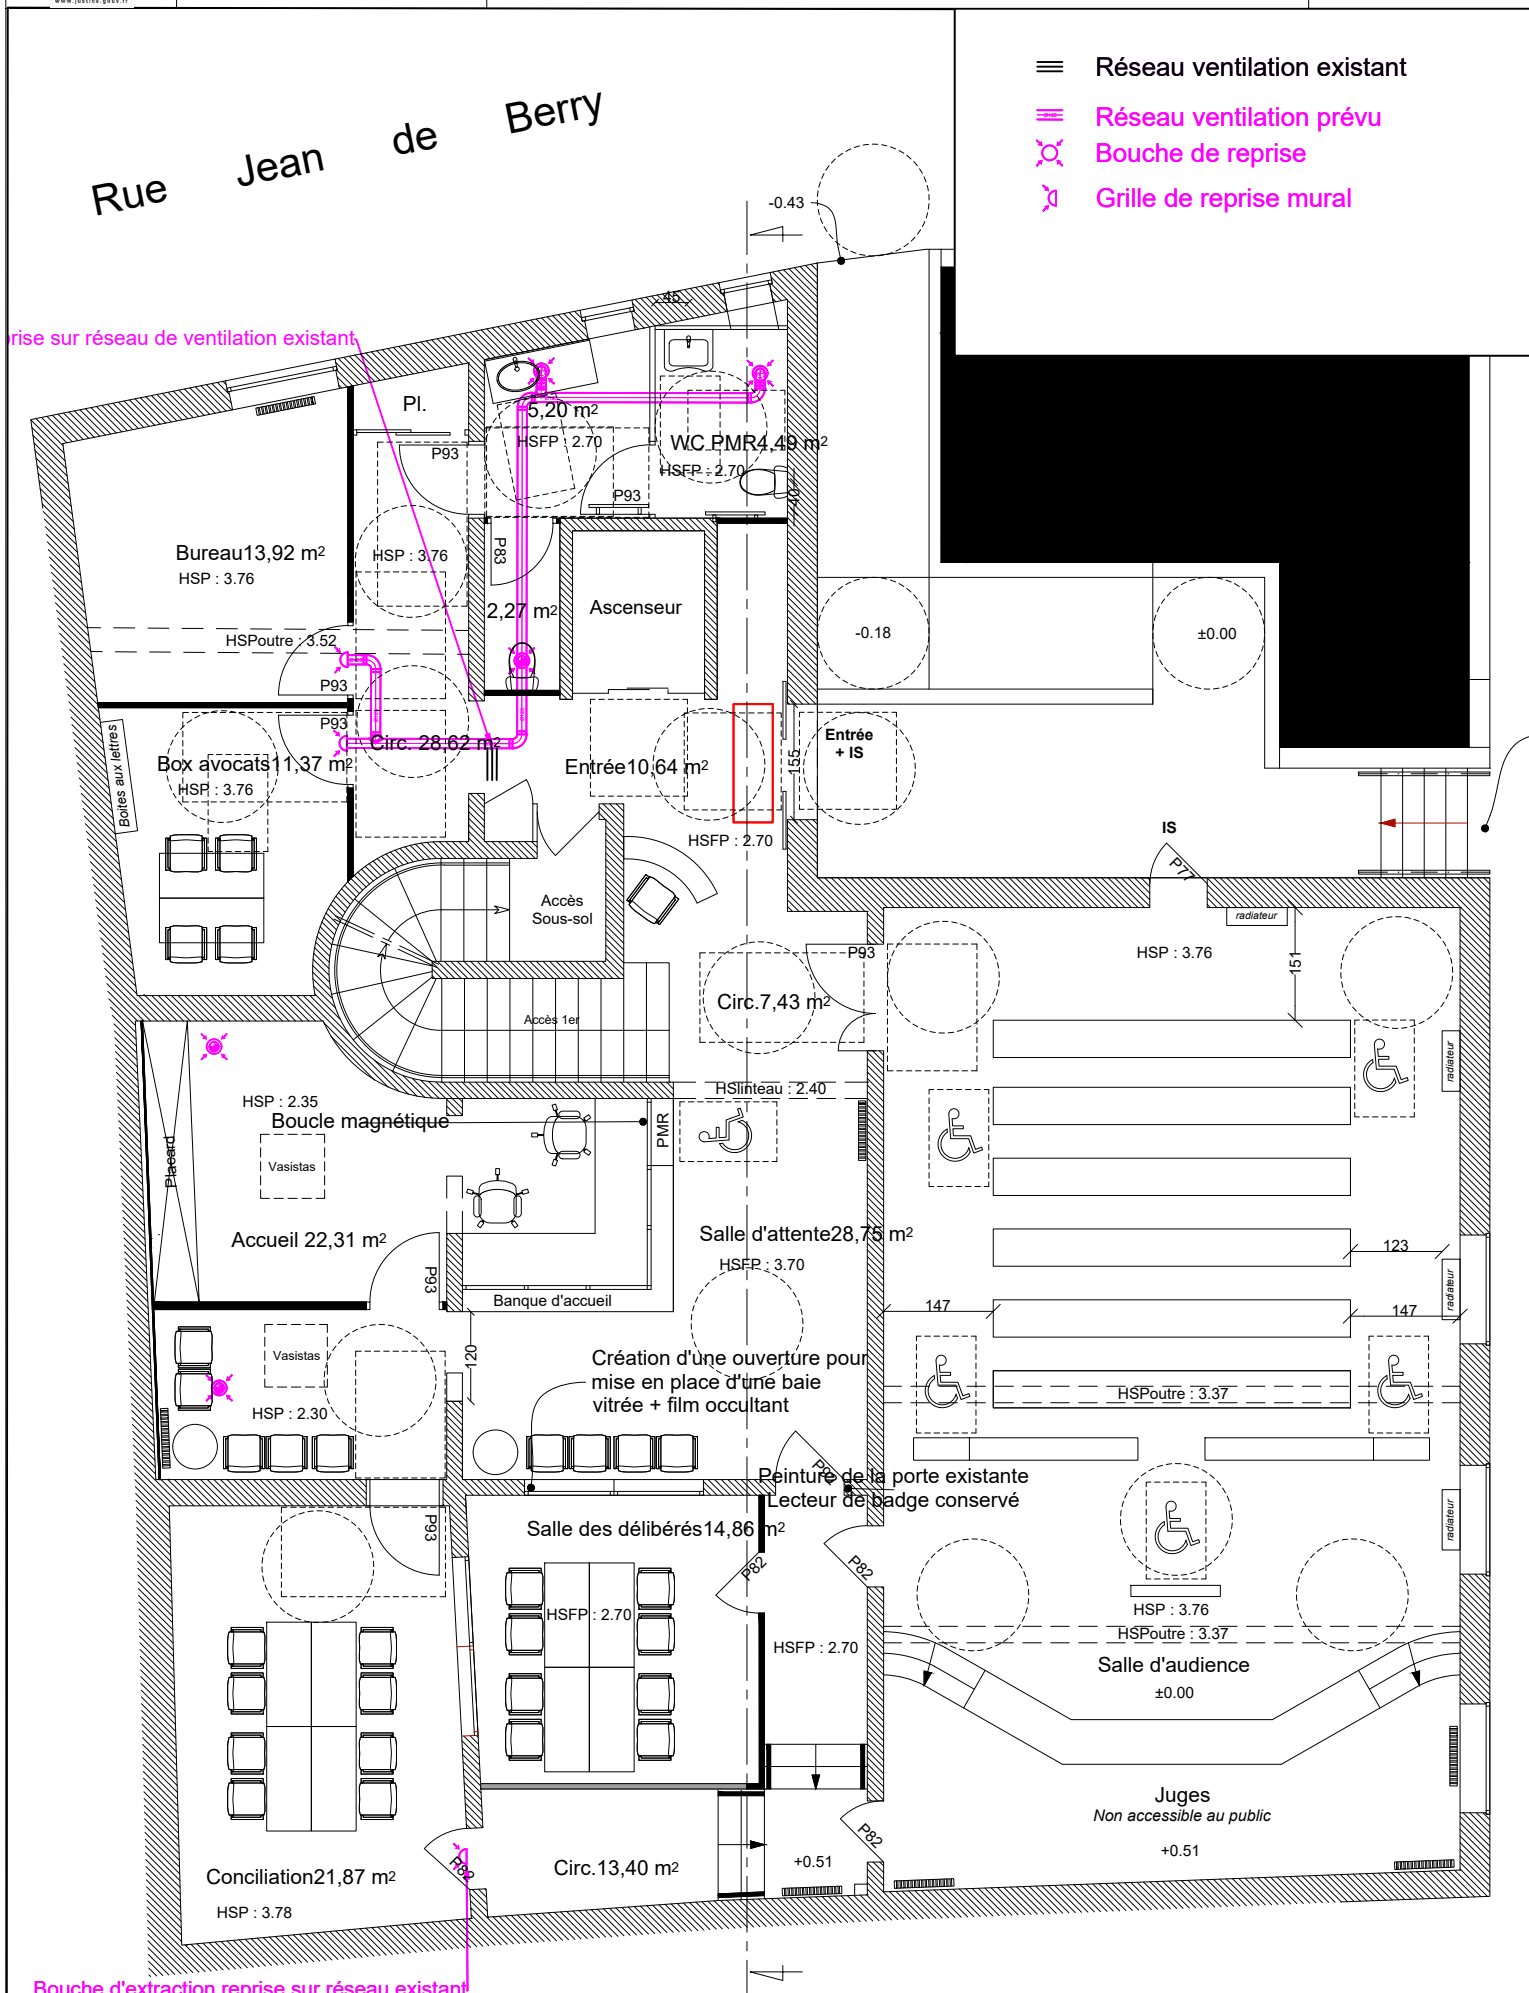 www.justice.gouv.fr
Réseau ventilation existant
Réseau ventilation prévu
Bouche de reprise
Grille de reprise mural
Rue Jean de Berry
-0.43
45
rise sur réseau de ventilation existant
Pl.
P93
5,20 m²
HSFP : 2.70
WC PMR4,49 m²
HSFP : 2.70
P93
40
P83
Bureau13,92 m²
HSP : 3.76
HSP : 3.76
2,27 m²
Ascenseur
-0.18
±0.00
HSPoutre : 3.52
P93
P93
Circ. 28,62 m²
Boites aux lettres
Box avocats11,37 m²
HSP : 3.76
Entrée10,64 m²
155
Entrée
+ IS
HSFP : 2.70
IS
P77
Accès
Sous-sol
radiateur
P93
HSP : 3.76
151
Circ.7,43 m²
Accès 1er
HSlinteau : 2.40
radiateur
HSP : 2.35
Boucle magnétique
PMR
Placard
Vasistas
Accueil 22,31 m²
Salle d'attente28,75 m²
HSFP : 3.70
123
P93
Banque d'accueil
radiateur
147
147
120
Vasistas
Création d'une ouverture pour
mise en place d'une baie
vitrée + film occultant
HSPoutre : 3.37
HSP : 2.30
P92
Peinture de la porte existante
Lecteur de badge conservé
radiateur
P93
Salle des délibérés14,86 m²
P82
P82
HSFP : 2.70
HSP : 3.76
HSPoutre : 3.37
HSFP : 2.70
Salle d'audience
±0.00
Juges
Non accessible au public
P82
+0.51
+0.51
P82
Circ.13,40 m²
Conciliation21,87 m²
HSP : 3.78
Bouche d'extraction reprise sur réseau existant